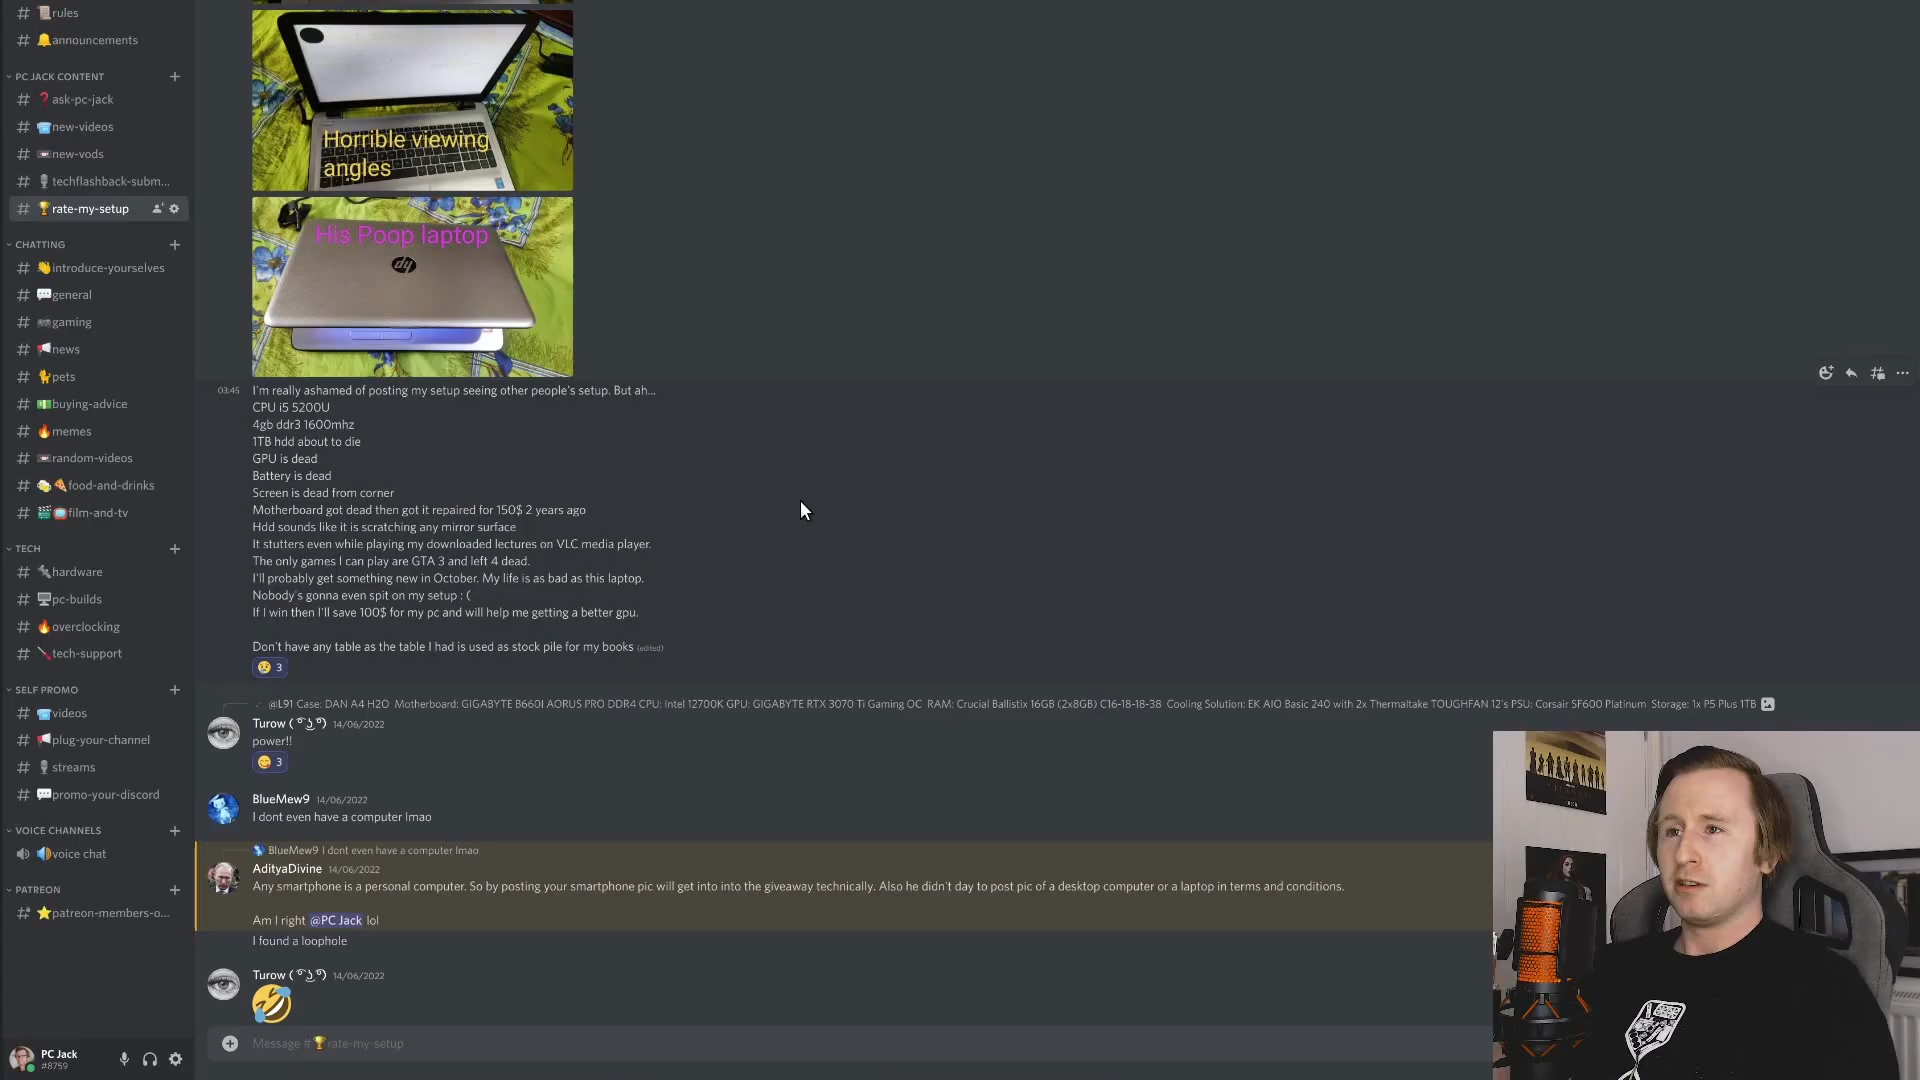 rules
announcements
PC JACK CONTENT
ask-pc-jack
new-videos
new-vods
techflashback-subm...
rate-my-setup
CHATTING
introduce-yourselves
general
gaming
news
pets
buying-advice
memes
random-videos
food-and-drinks
film-and-tv
TECH
hardware
pc-builds
overclocking
tech-support
SELF PROMO
videos
plug-your-channel
streams
promo-your-discord
VOICE CHANNELS
voice chat
PATREON
patreon-members-o...
PC Jack
#8759
Horrible viewing
angles
His Poop laptop
hp
03:45 I'm really ashamed of posting my setup seeing other people's setup. But ah...
CPU i5 5200U
4gb ddr3 1600mhz
1TB hdd about to die
GPU is dead
Battery is dead
Screen is dead from corner
Motherboard got dead then got it repaired for 150$ 2 years ago
Hdd sounds like it is scratching any mirror surface
It stutters even while playing my downloaded lectures on VLC media player.
The only games I can play are GTA 3 and left 4 dead.
I'll probably get something new in October. My life is as bad as this laptop.
Nobody's gonna even spit on my setup : (
If I win then I'll save 100$ for my pc and will help me getting a better gpu.
Don't have any table as the table I had is used as stock pile for my books (edited)
3
@L91 Case: DAN A4 H2O Motherboard: GIGABYTE B660I AORUS PRO DDR4 CPU: Intel 12700K GPU: GIGABYTE RTX 3070 Ti Gaming OC RAM: Crucial Ballistix 16GB (2x8GB) C16-18-18-38 Cooling Solution: EK AIO Basic 240 with 2x Thermaltake TOUGHFAN 12's PSU: Corsair SF600 Platinum Storage: 1x P5 Plus 1TB
Turow ( ͡° ͜ʖ ͡°) 14/06/2022
power!!
3
BlueMew9 14/06/2022
I dont even have a computer lmao
BlueMew9 I dont even have a computer lmao
AdityaDivine 14/06/2022
Any smartphone is a personal computer. So by posting your smartphone pic will get into into the giveaway technically. Also he didn't day to post pic of a desktop computer or a laptop in terms and conditions.
Am I right @PC Jack lol
I found a loophole
Turow ( ͡° ͜ʖ ͡°) 14/06/2022
Message #🏆rate-my-setup